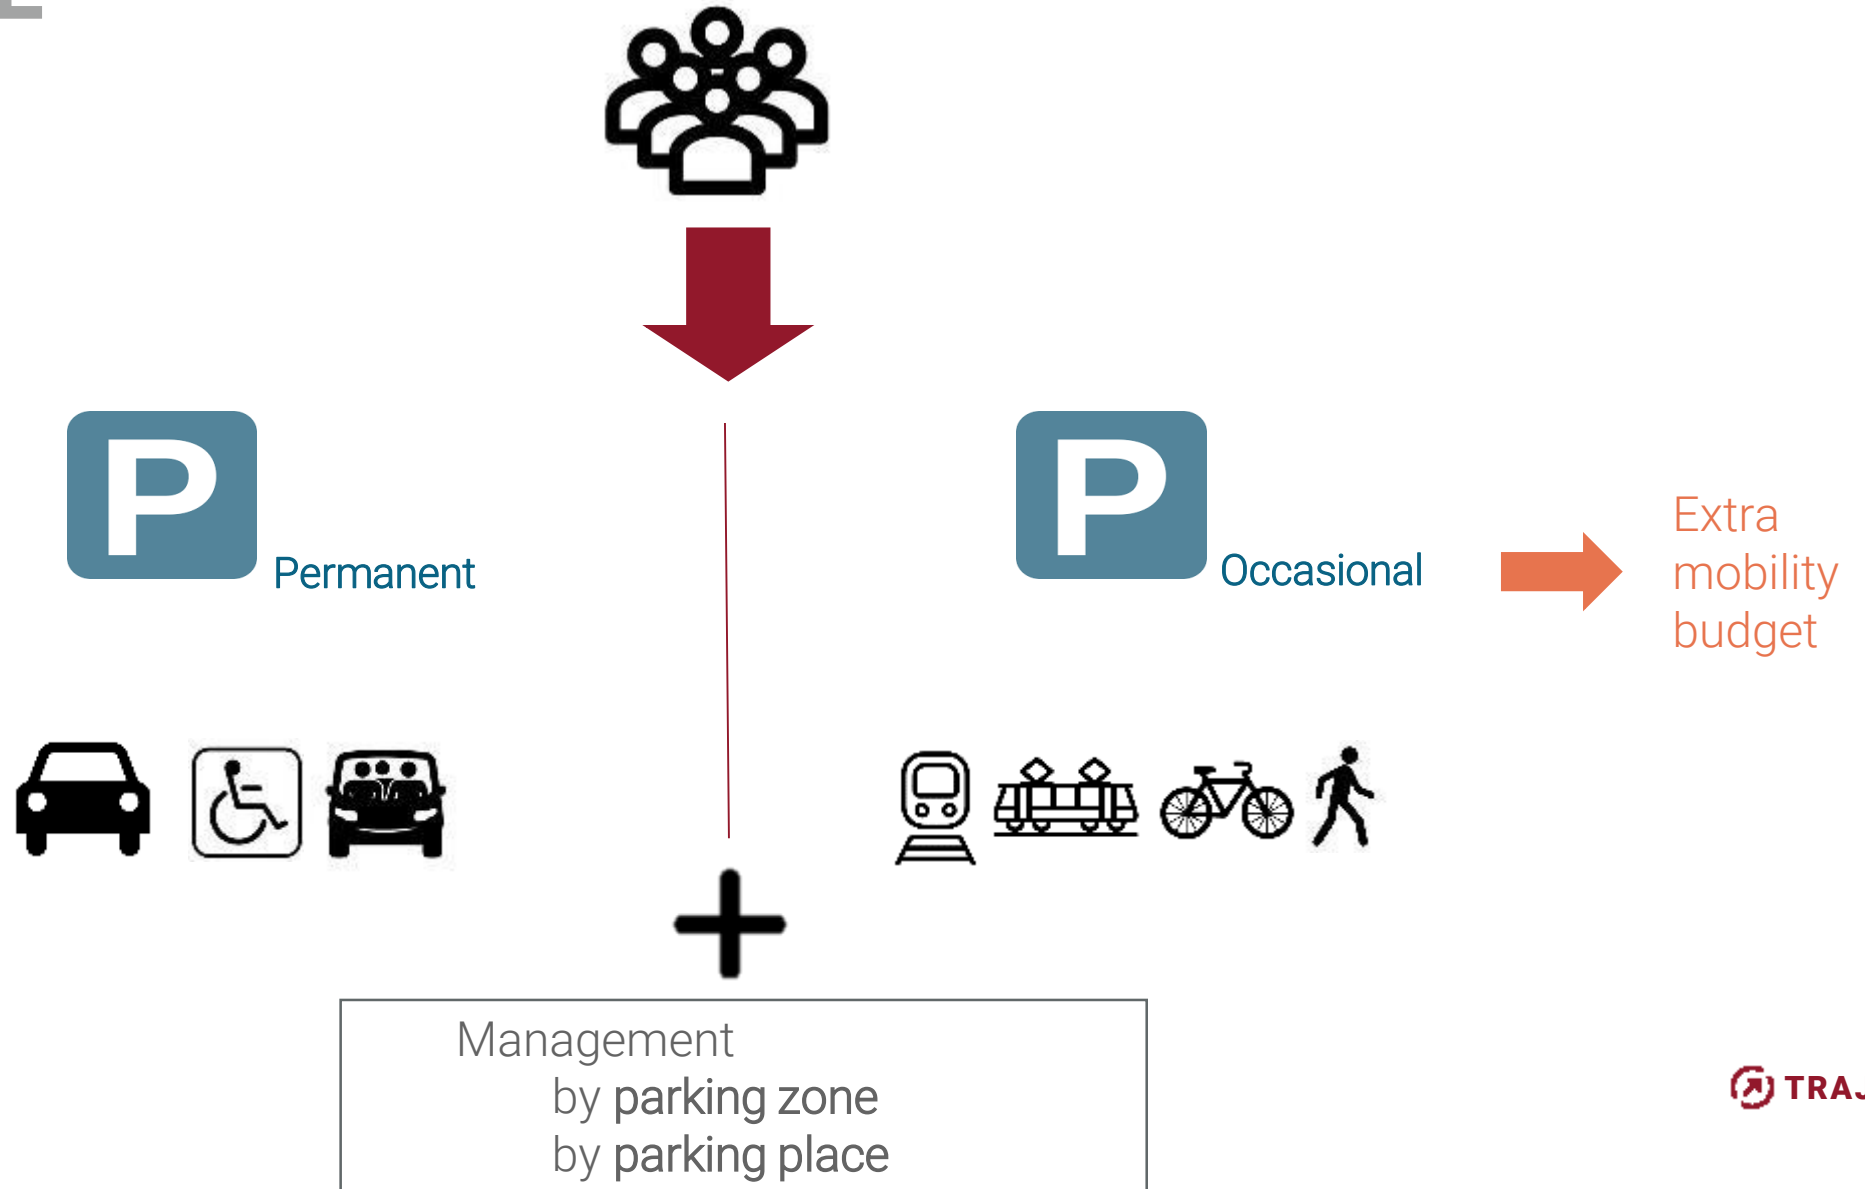 P
Permanent
P
Occasional
Extra
mobility
budget
Management
by parking zone
by parking place